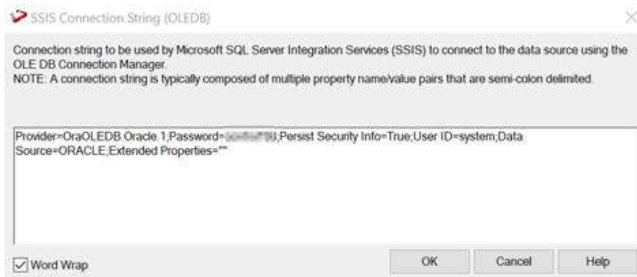 SSIS Connection String (OLEDB)
Connection string to be used by Microsoft SQL Server Integration Services (SSIS) to connect to the data source using the
OLE DB Connection Manager.
NOTE: A connection string is typically composed of multiple property name/value pairs that are semi-colon delimited.
Provider=OraOLEDB.Oracle.1;Password=;Persist Security Info=True;User ID=system;Data
Source=ORACLE;Extended Properties=""
Word Wrap
OK
Cancel
Help